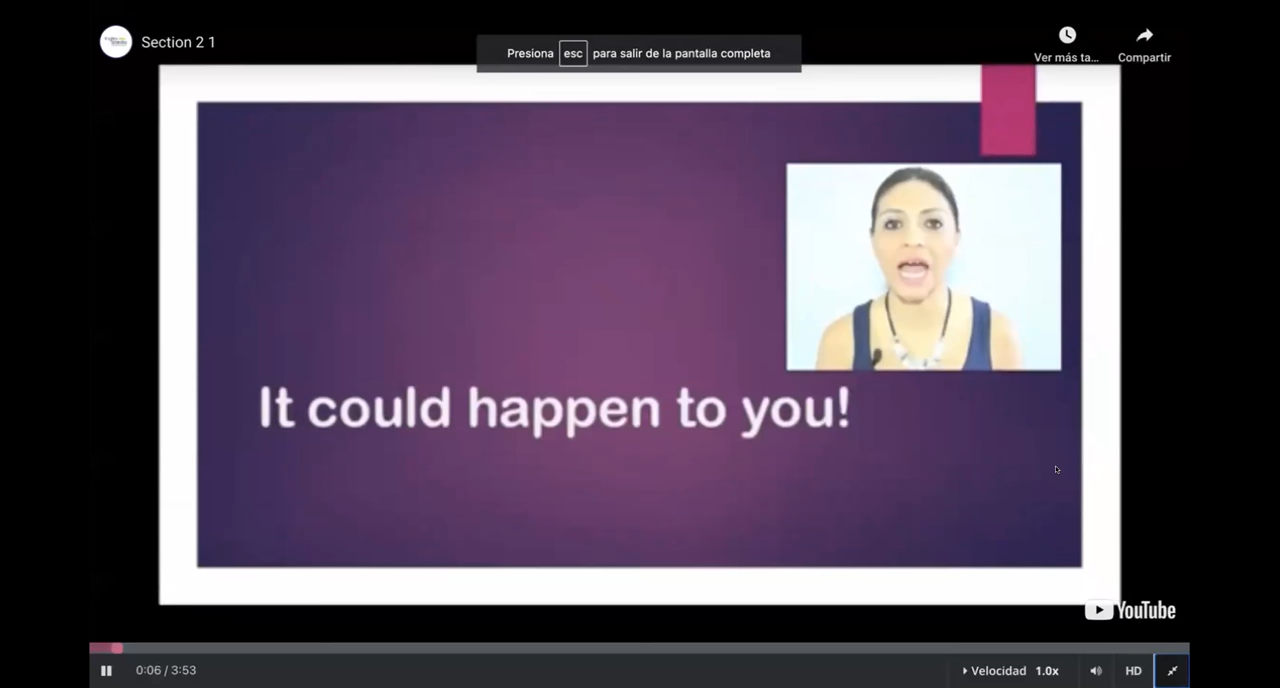 Section 2 1
Presiona esc para salir de la pantalla completa
Ver más ta...
Compartir
It could happen to you!
YouTube
0:06 / 3:53
Velocidad 1.0x
HD